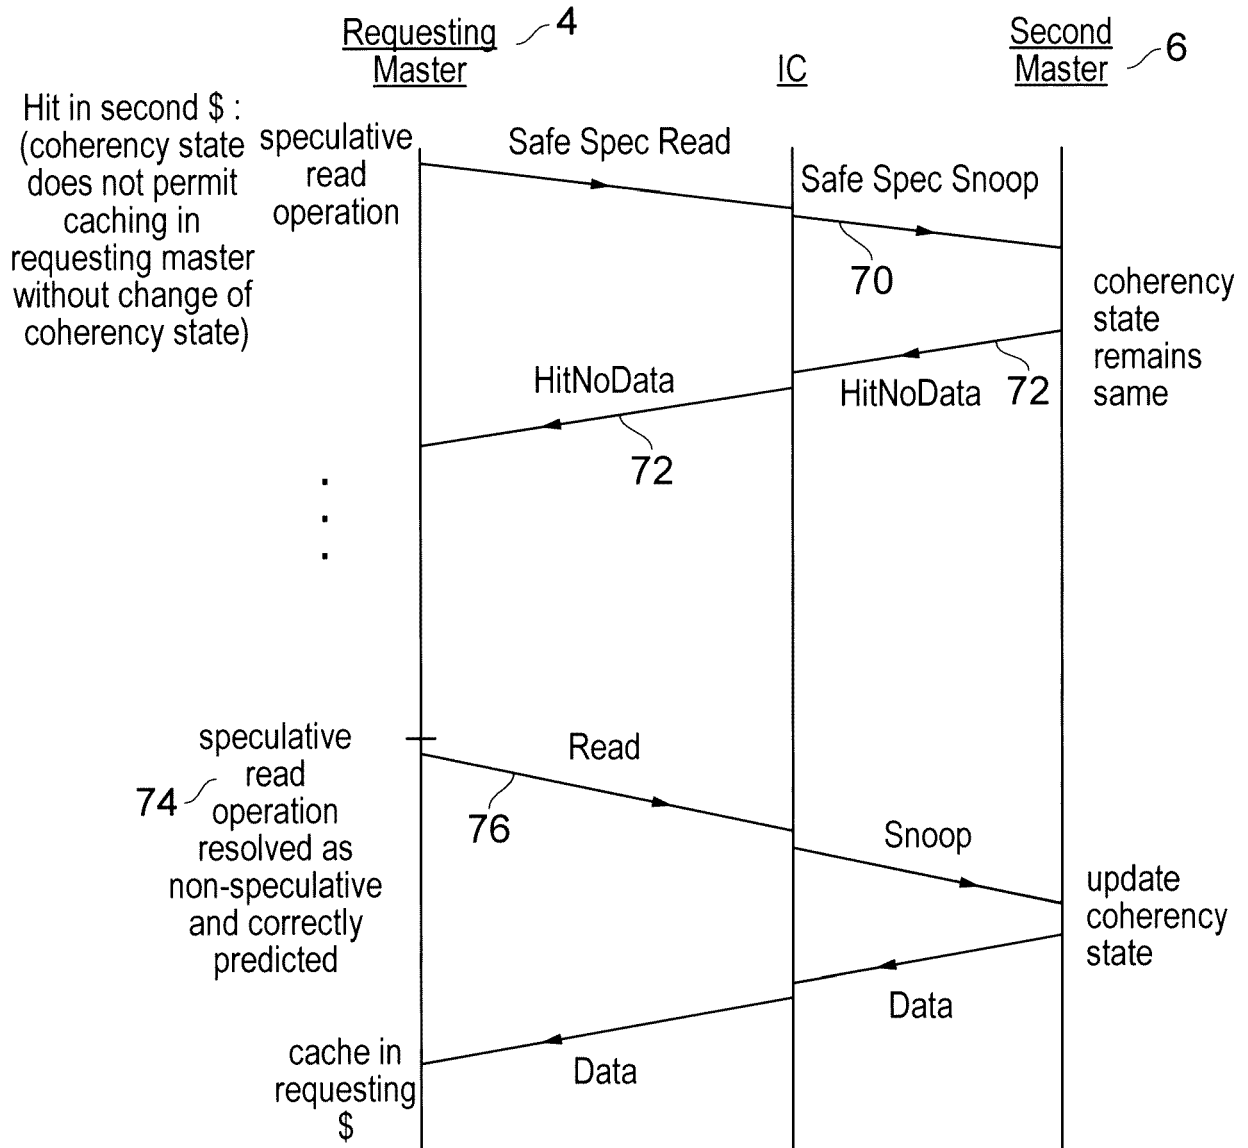 Requesting
Master
4
IC
Second
Master
6
Hit in second $ :
(coherency state
does not permit
caching in
requesting master
without change of
coherency state)
speculative
read
operation
Safe Spec Read
Safe Spec Snoop
70
coherency
state
remains
same
HitNoData
72
HitNoData
72
.
.
.
speculative
read
operation
resolved as
non-speculative
and correctly
predicted
74
Read
76
Snoop
update
coherency
state
Data
Data
cache in
requesting
$